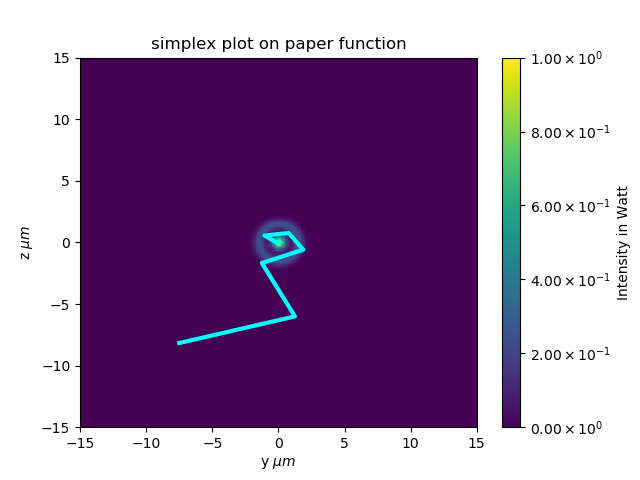 simplex plot on paper function
15
10
5
0
−5
−10
−15
z μm
−15
−10
−5
0
5
10
15
y μm
1.00 × 10⁰
8.00 × 10⁻¹
6.00 × 10⁻¹
4.00 × 10⁻¹
2.00 × 10⁻¹
0.00 × 10⁰
Intensity in Watt